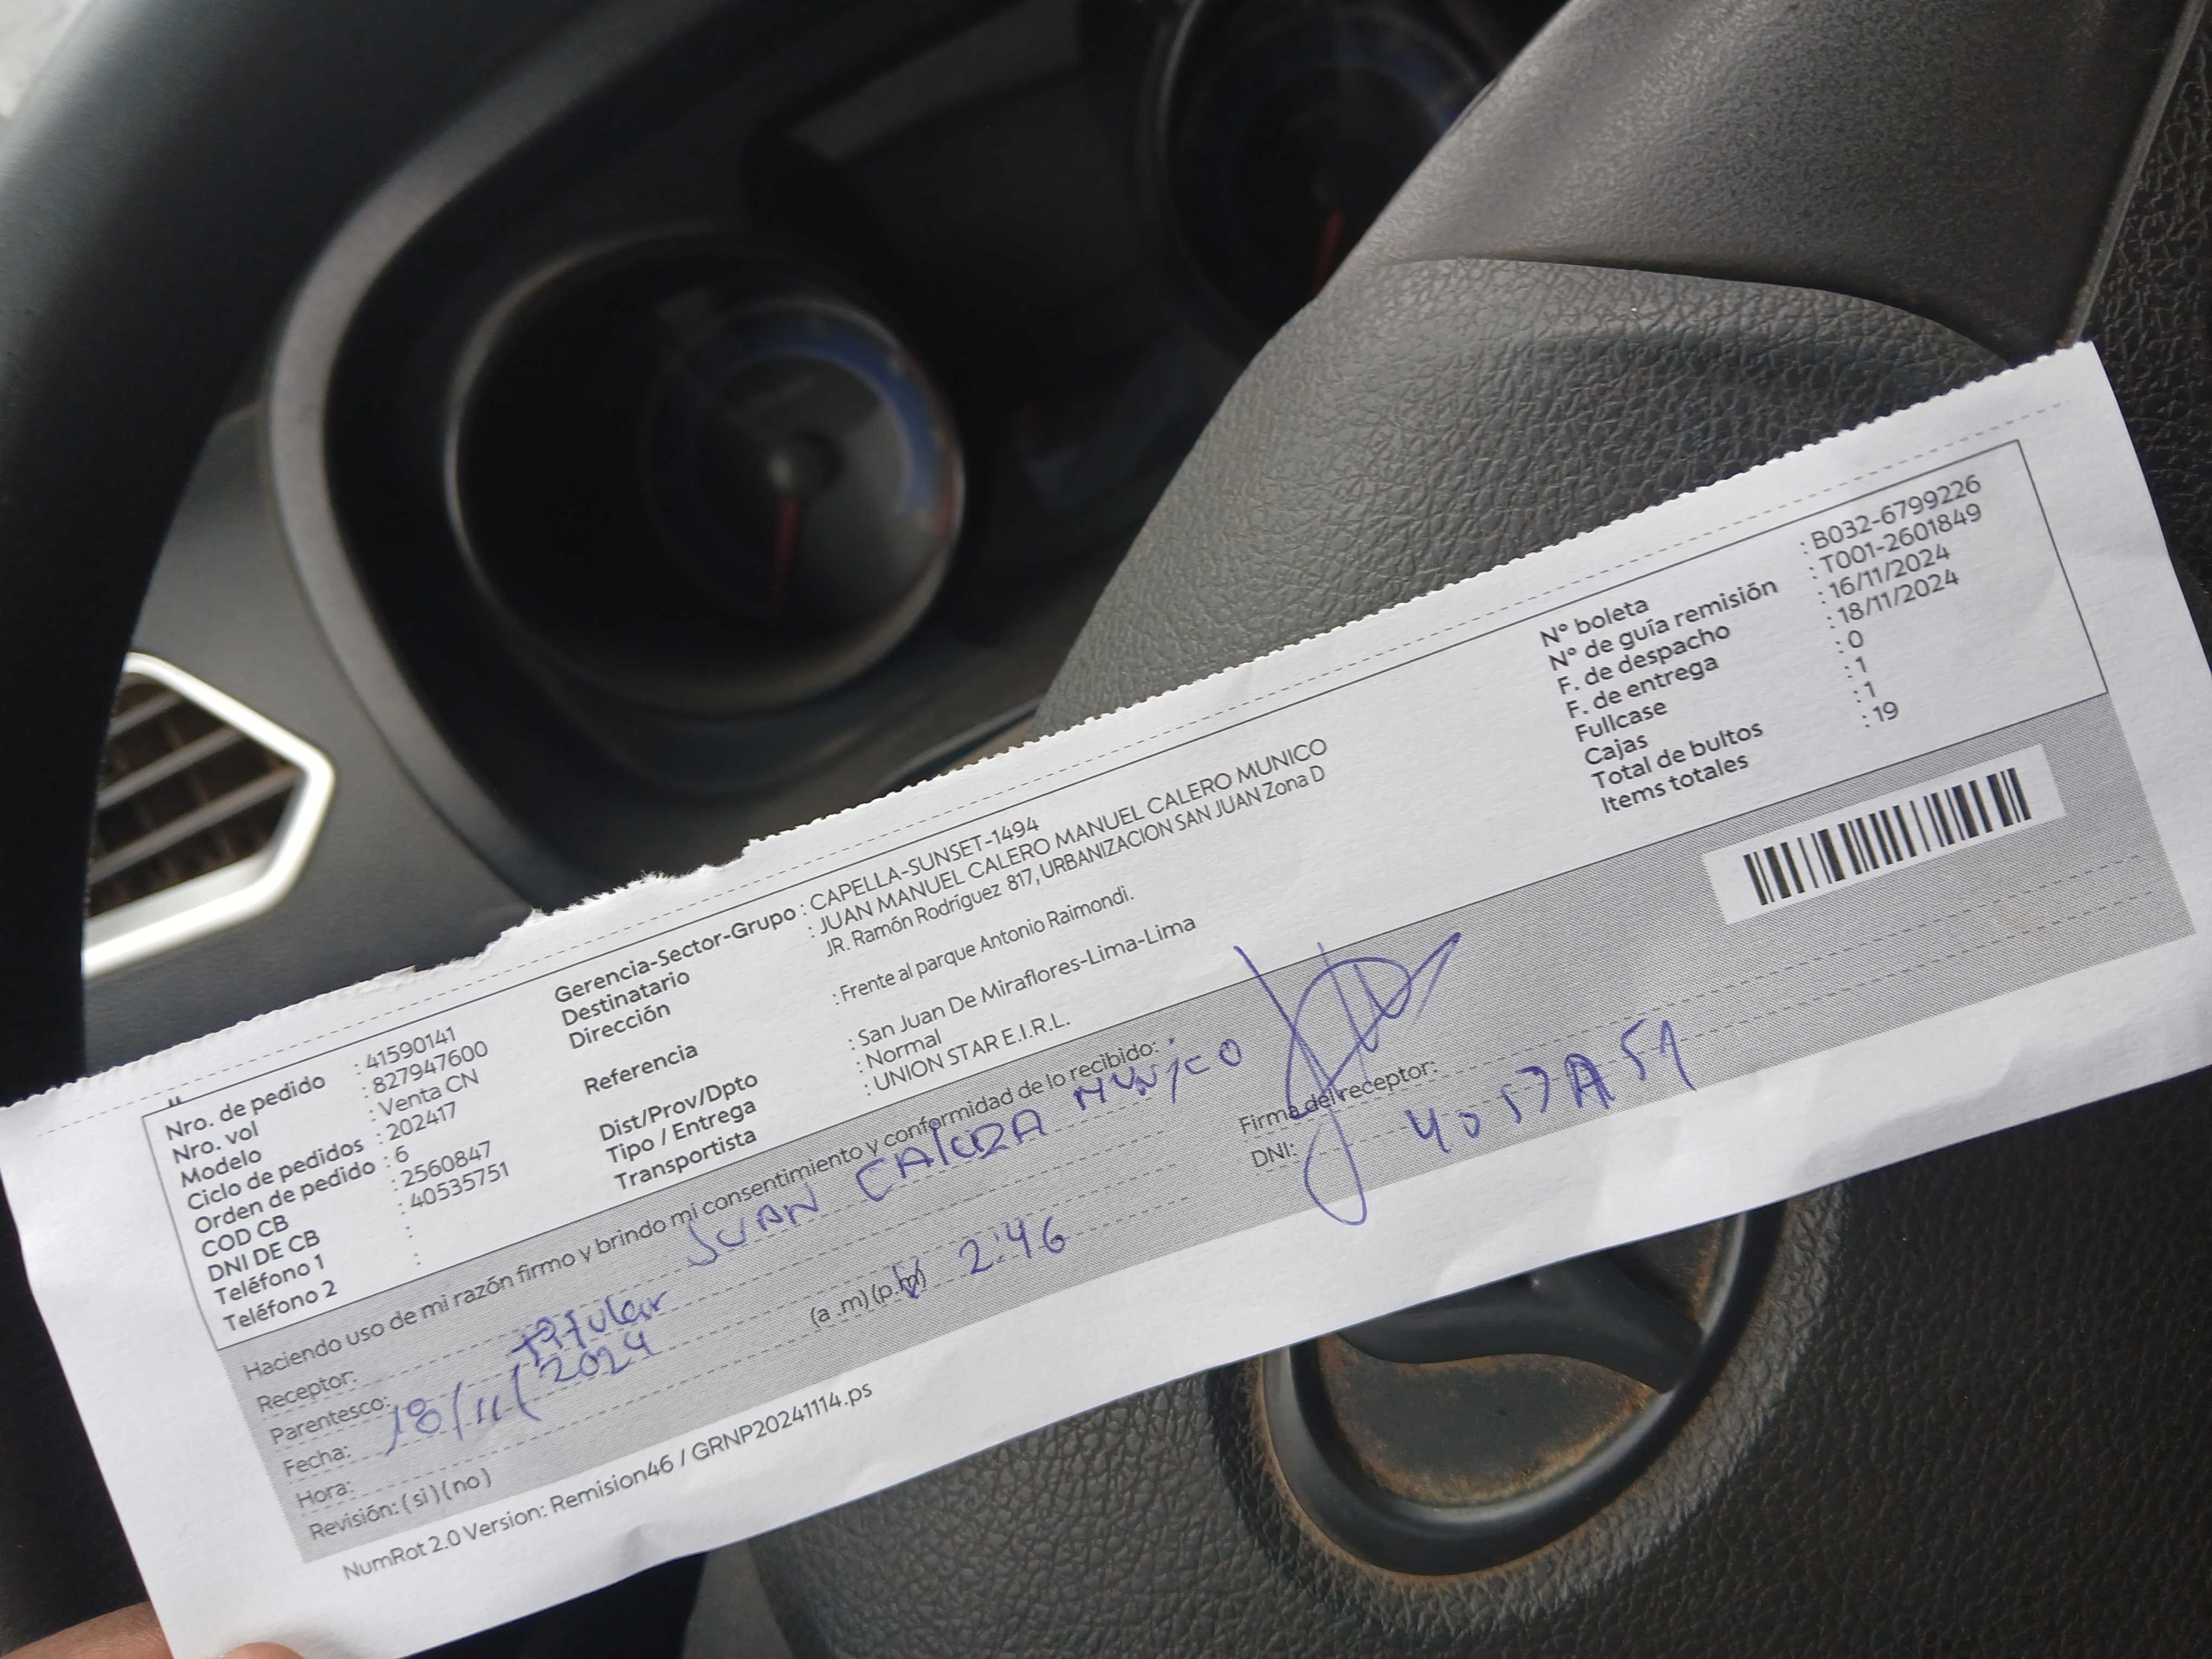 Nro. de pedido : 41590141
Nro. vol : 827947600
Modelo : Venta CN
Ciclo de pedidos : 202417
Orden de pedido : 6
COD CB : 2560847
DNI DE CB : 40535751
Teléfono 1 :
Teléfono 2 :
Gerencia-Sector-Grupo : CAPELLA-SUNSET-1494
Destinatario : JUAN MANUEL CALERO MANUEL CALERO MUNICO
Dirección JR. Ramón Rodríguez 817, URBANIZACION SAN JUAN Zona D
Referencia : Frente al parque Antonio Raimondi.
Dist/Prov/Dpto : San Juan De Miraflores-Lima-Lima
Tipo / Entrega : Normal
Transportista : UNION STAR E.I.R.L.
N° boleta : B032-6799226
N° de guía remisión : T001-2601849
F. de despacho : 16/11/2024
F. de entrega : 18/11/2024
Fullcase : 0
Cajas : 1
Total de bultos : 1
Items totales : 19
Haciendo uso de mi razón firmo y brindo mi consentimiento y conformidad de lo recibido:
Receptor: JUAN CALERA MUNICO
Parentesco: titular
Fecha: 18/11/2024
Hora: (a .m) (p.m) 2:46
Revisión: ( si ) ( no )
Firma del receptor:
DNI:
NumRot 2.0 Version: Remision46 / GRNP20241114.ps